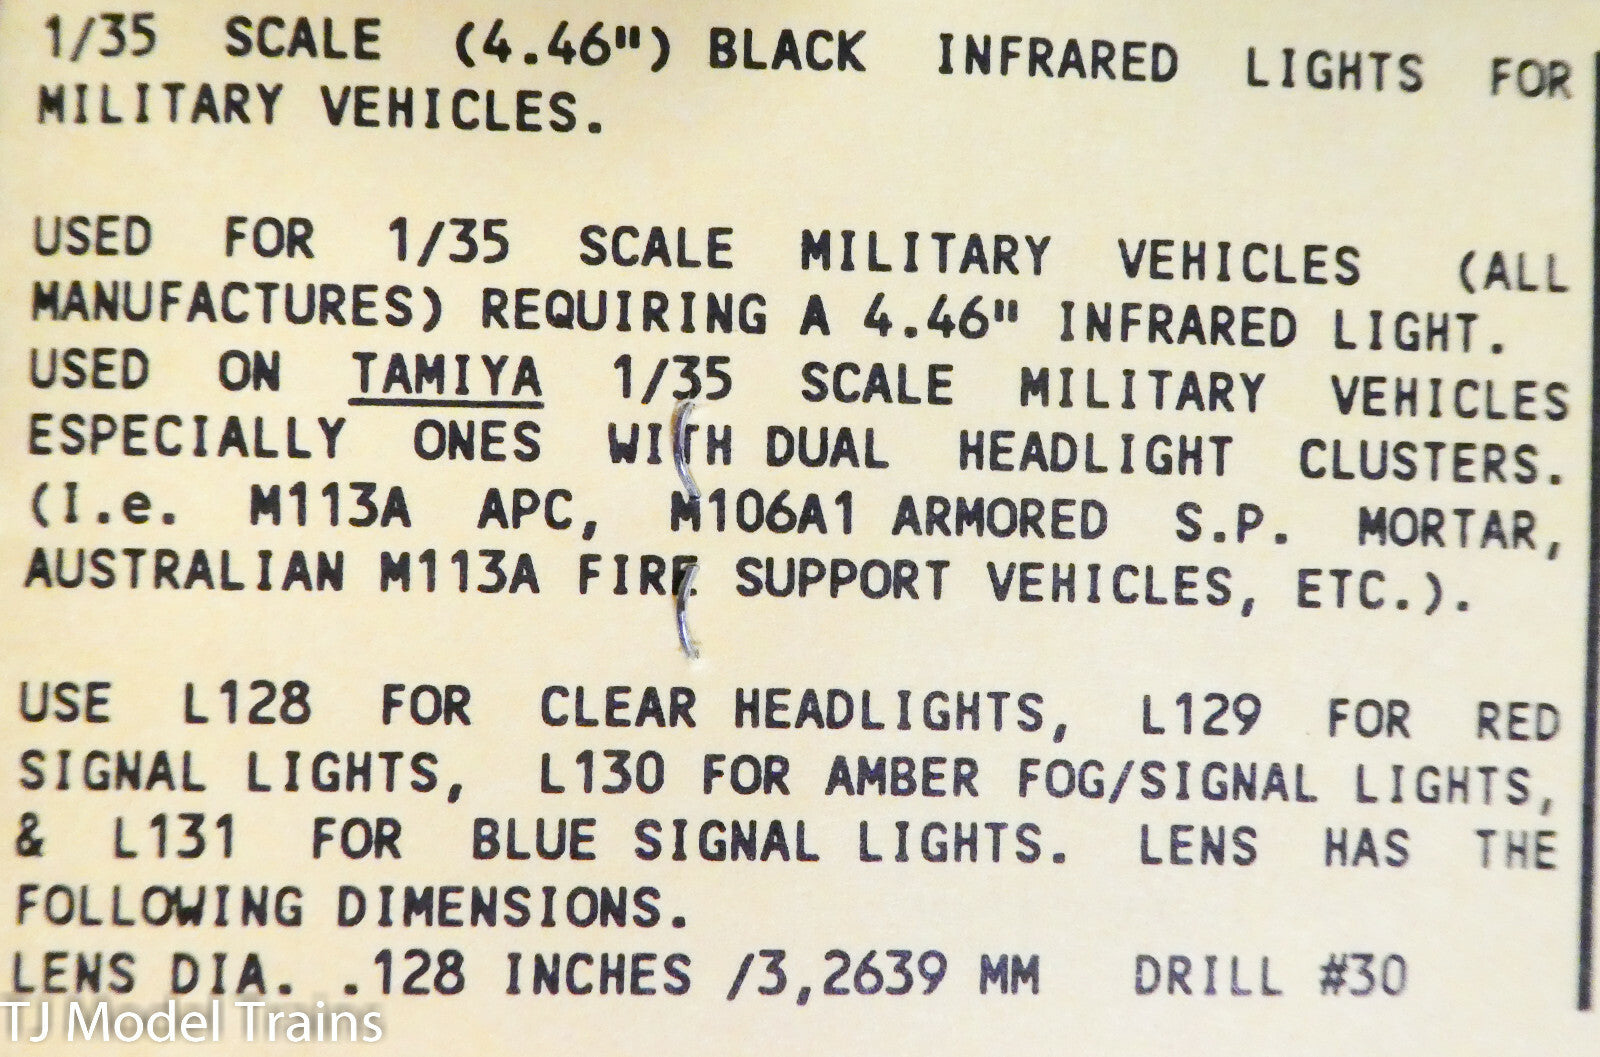 1/35 SCALE (4.46") BLACK INFRARED LIGHTS FOR
MILITARY VEHICLES.
USED FOR 1/35 SCALE MILITARY VEHICLES (ALL
MANUFACTURES) REQUIRING A 4.46" INFRARED LIGHT.
USED ON TAMIYA 1/35 SCALE MILITARY VEHICLES
ESPECIALLY ONES WITH DUAL HEADLIGHT CLUSTERS.
(I.e. M113A APC, M106A1 ARMORED S.P. MORTAR,
AUSTRALIAN M113A FIRE SUPPORT VEHICLES, ETC.).
USE L128 FOR CLEAR HEADLIGHTS, L129 FOR RED
SIGNAL LIGHTS, L130 FOR AMBER FOG/SIGNAL LIGHTS,
& L131 FOR BLUE SIGNAL LIGHTS. LENS HAS THE
FOLLOWING DIMENSIONS.
LENS DIA. .128 INCHES /3,2639 MM DRILL #30
TJ Model Trains